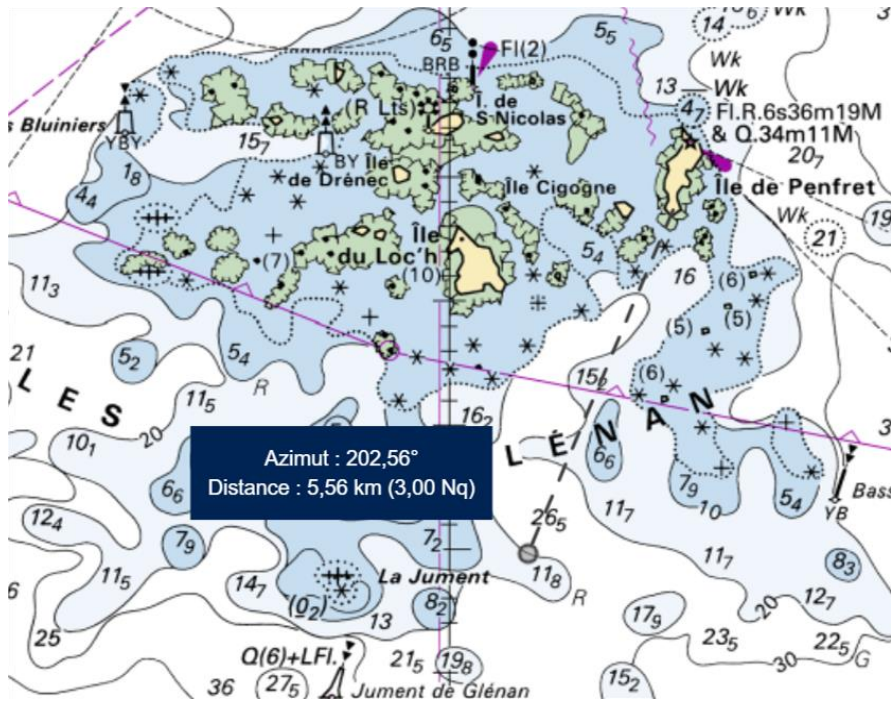 6₅
Fl(2)
BRB
5₅
14
Wk
Wk
13
Wk
4₇
Fl.R.6s36m19M
& Q.34m11M
20₇
(R Lts)
Î. de
S Nicolas
s Bluiniers
YBY
15₇
BY
Île
de Drénec
Île Cigogne
Île de Penfret
1₈
4₄
Wk
21
19
5₄
Île
du Loc'h
(10)
(7)
16
(6)
(5)
(5)
11₃
21
5₂
5₄
R
15₂
(6)
LES
11₅
10₁
20
16₂
LÉNAN
6₆
Azimut : 202,56°
Distance : 5,56 km (3,00 Nq)
6₆
7₉
10
5₄
YB
Bass
12₄
7₉
7₂
26₅
11₇
11₇
8₃
11₅
14₇
La Jument
(0₂)
13
8₂
11₈
R
17₉
20
12₇
25
Q(6)+LFl.
21₅
19₈
23₅
22₅
G
30
36
27₅
Jument de Glénan
15₂